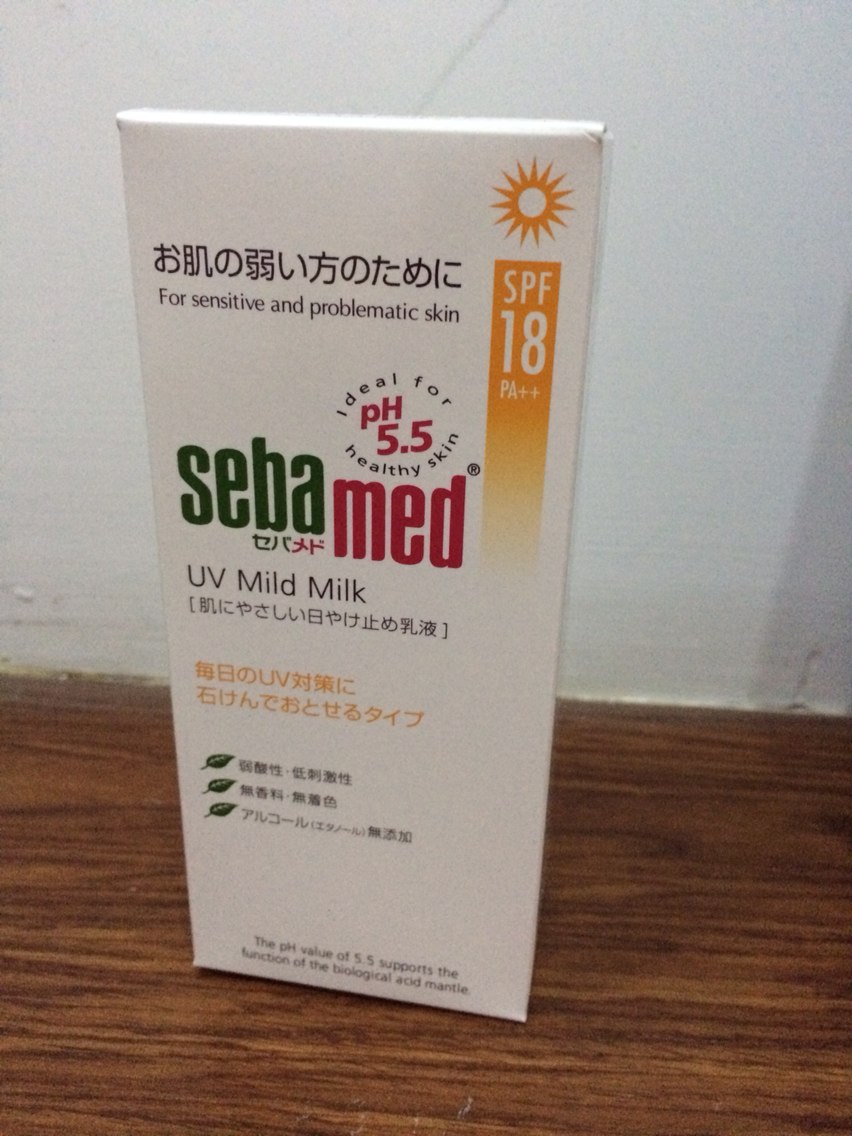 お肌の弱い方のために
For sensitive and problematic skin
SPF
18
PA++
Ideal for
pH
5.5
healthy skin
sebamed®
セバメド
UV Mild Milk
[肌にやさしい日やけ止め乳液]
毎日のUV対策に
石けんでおとせるタイプ
弱酸性・低刺激性
無香料・無着色
アルコール(エタノール)無添加
The pH value of 5.5 supports the
function of the biological acid mantle.